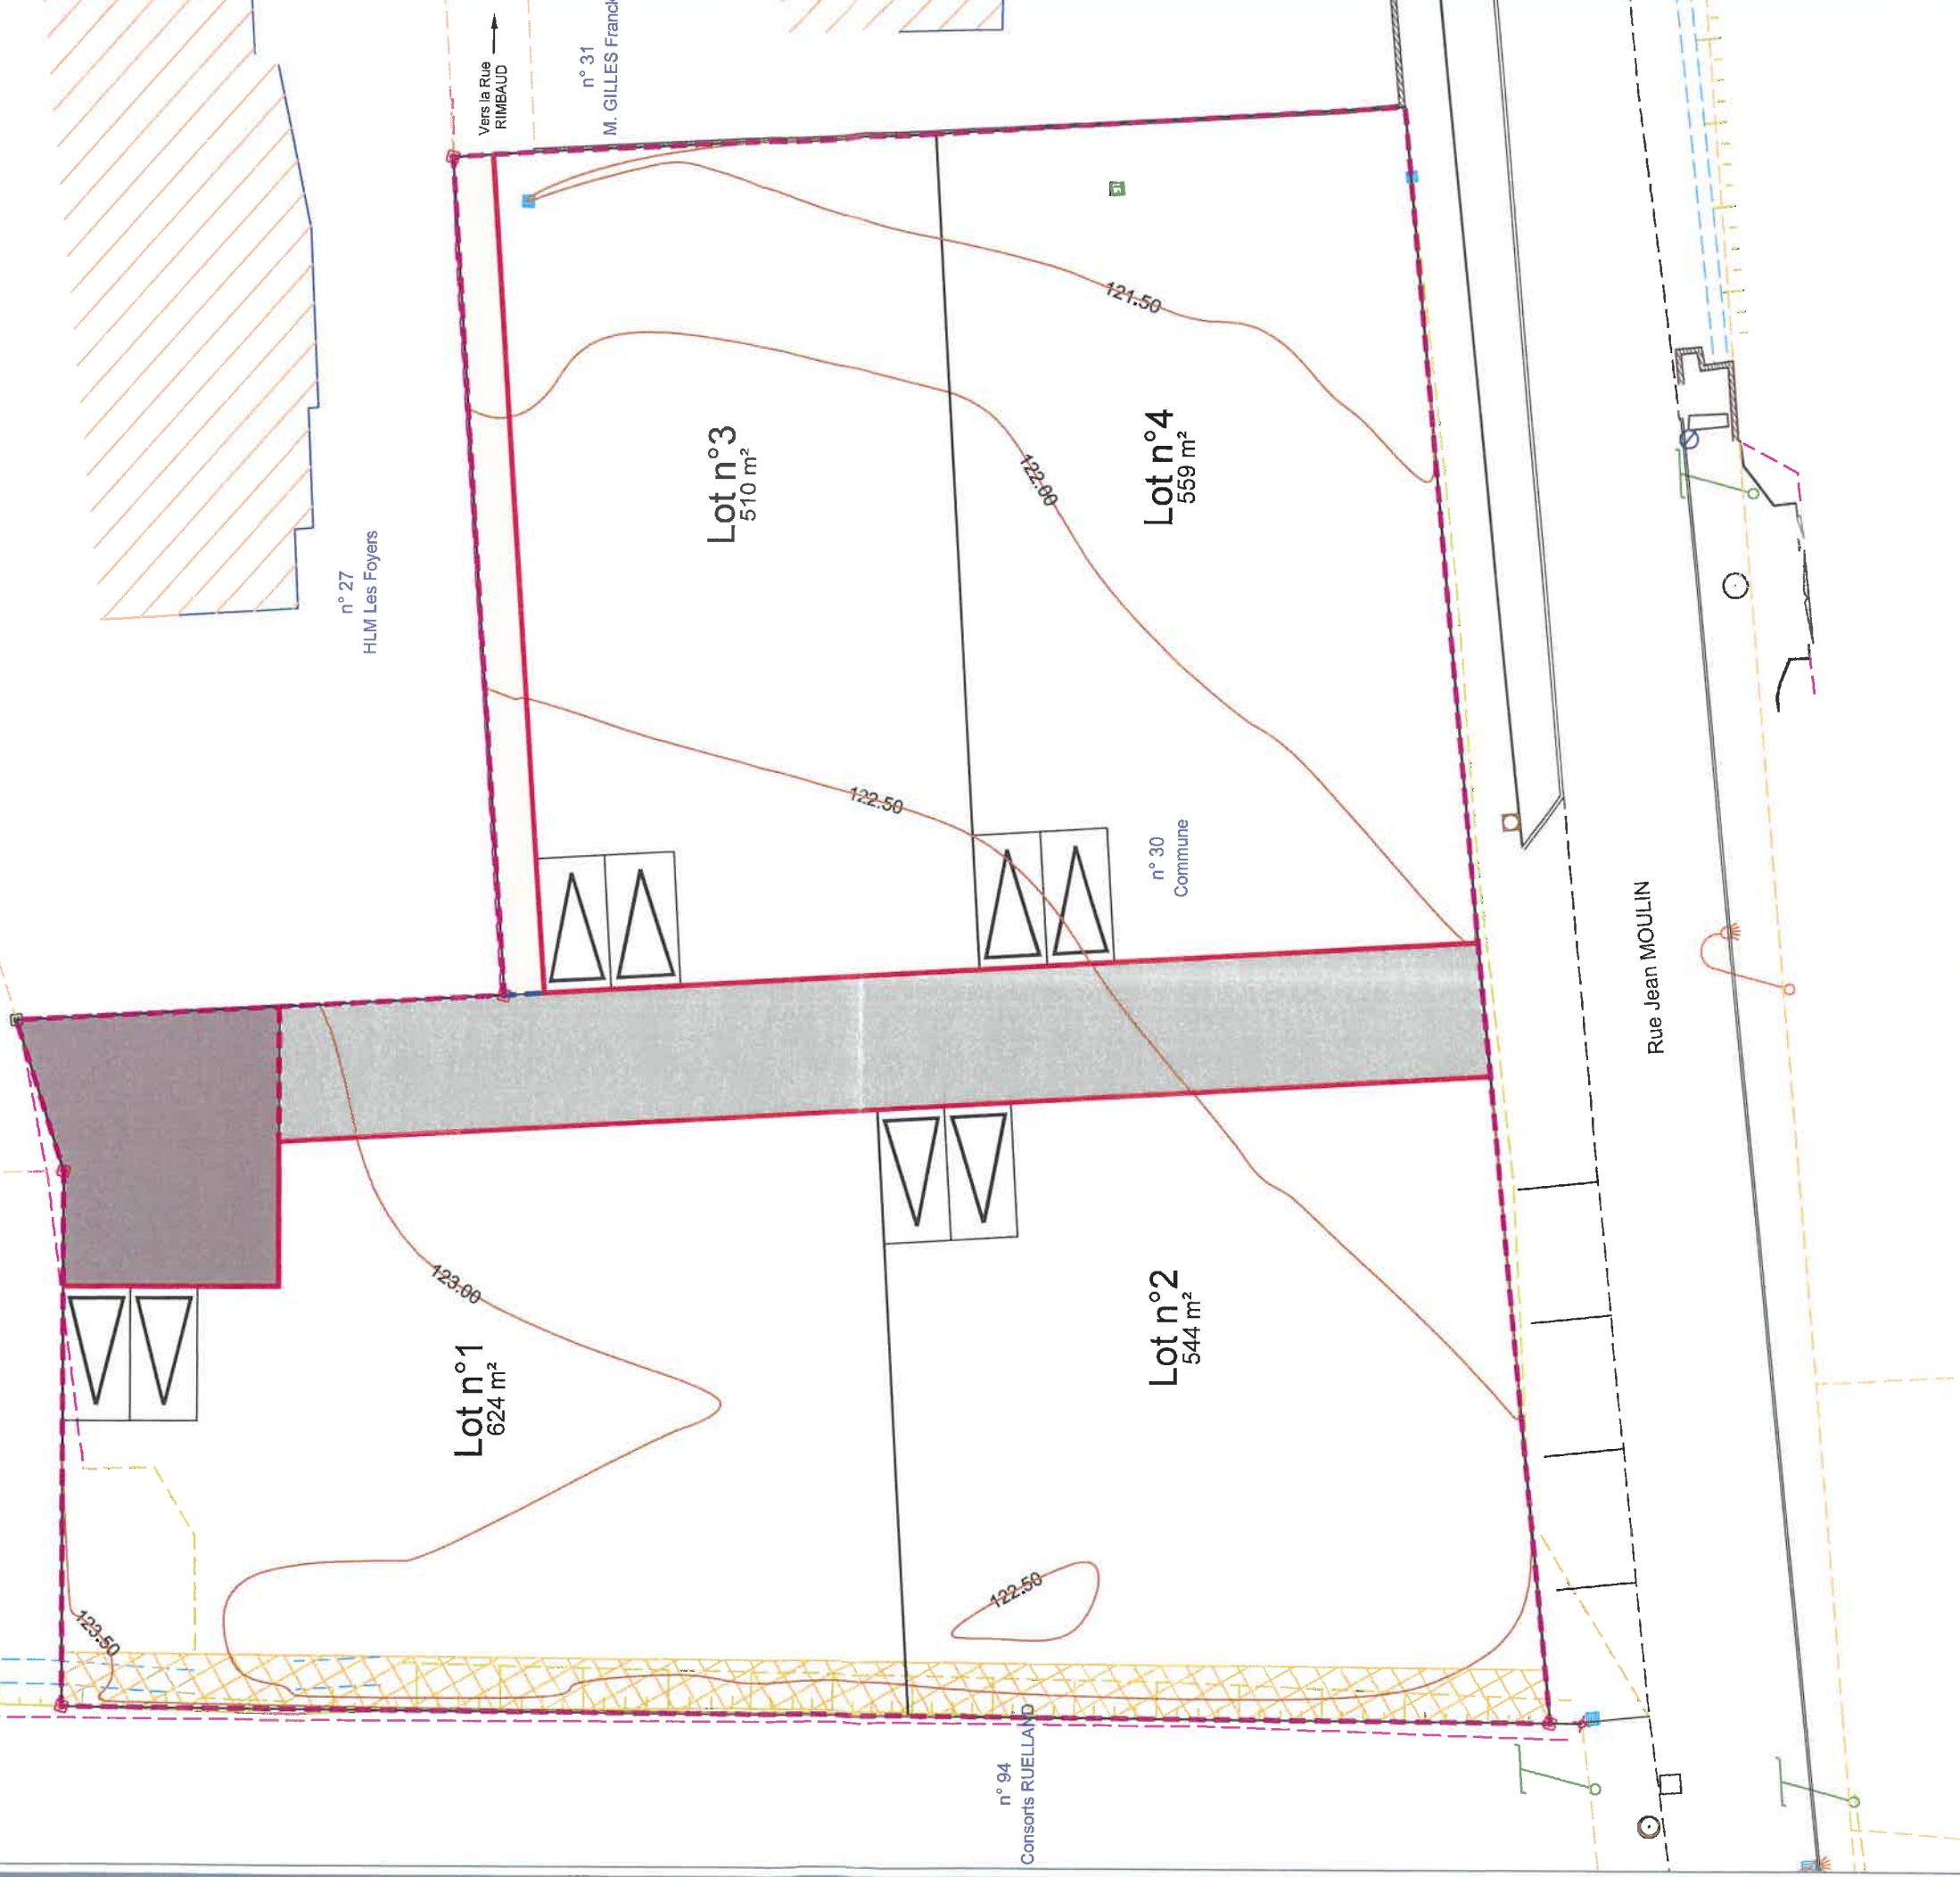 Vers la Rue
RIMBAUD
n° 31
M. GILLES Franck
n° 27
HLM Les Foyers
Lot n°3
510 m²
Lot n°4
559 m²
121.50
122.00
122.50
n° 30
Commune
Rue Jean MOULIN
123.00
Lot n°1
624 m²
Lot n°2
544 m²
122.50
123.50
n° 94
Consorts RUELLAND